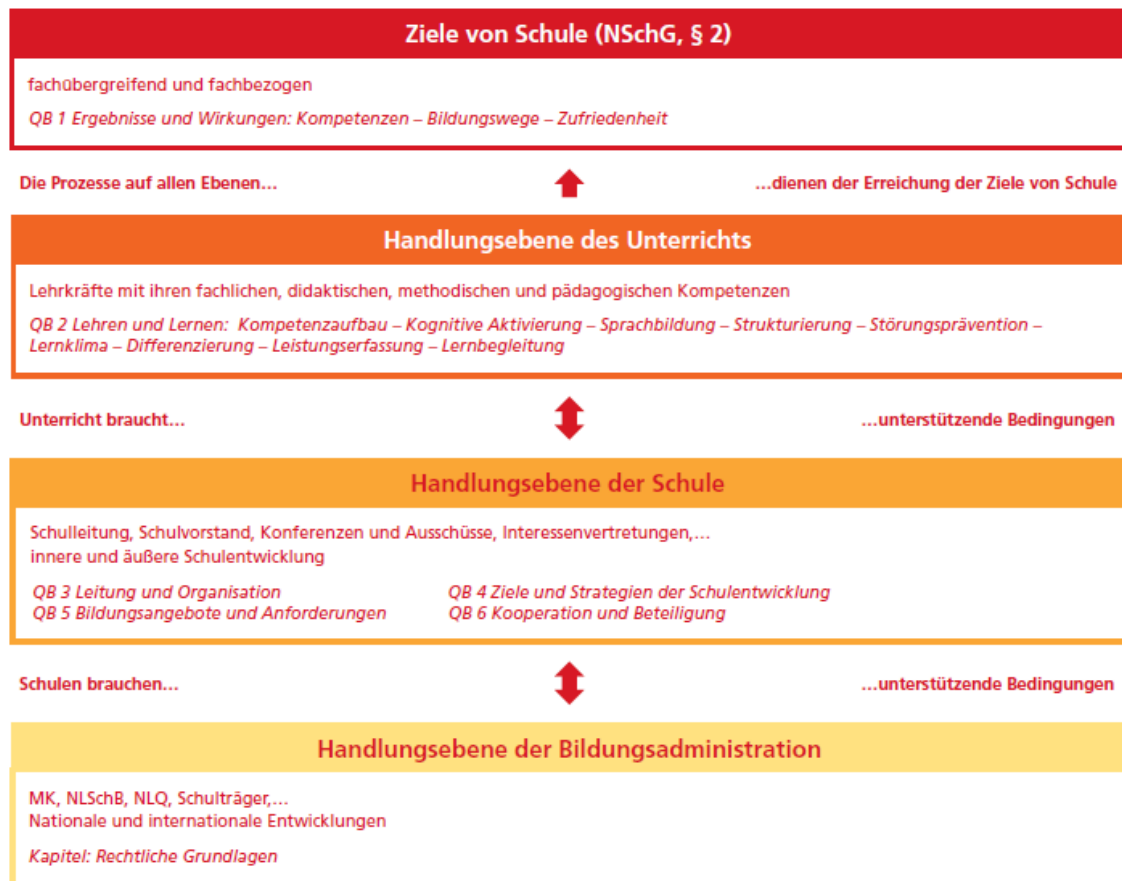 Ziele von Schule (NSchG, § 2)
fachübergreifend und fachbezogen
QB 1 Ergebnisse und Wirkungen: Kompetenzen – Bildungswege – Zufriedenheit
Die Prozesse auf allen Ebenen… …dienen der Erreichung der Ziele von Schule
Handlungsebene des Unterrichts
Lehrkräfte mit ihren fachlichen, didaktischen, methodischen und pädagogischen Kompetenzen
QB 2 Lehren und Lernen: Kompetenzaufbau – Kognitive Aktivierung – Sprachbildung – Strukturierung – Störungsprävention –
Lernklima – Differenzierung – Leistungserfassung – Lernbegleitung
Unterricht braucht… …unterstützende Bedingungen
Handlungsebene der Schule
Schulleitung, Schulvorstand, Konferenzen und Ausschüsse, Interessenvertretungen,…
innere und äußere Schulentwicklung
QB 3 Leitung und Organisation QB 4 Ziele und Strategien der Schulentwicklung
QB 5 Bildungsangebote und Anforderungen QB 6 Kooperation und Beteiligung
Schulen brauchen… …unterstützende Bedingungen
Handlungsebene der Bildungsadministration
MK, NLSchB, NLQ, Schulträger,…
Nationale und internationale Entwicklungen
Kapitel: Rechtliche Grundlagen